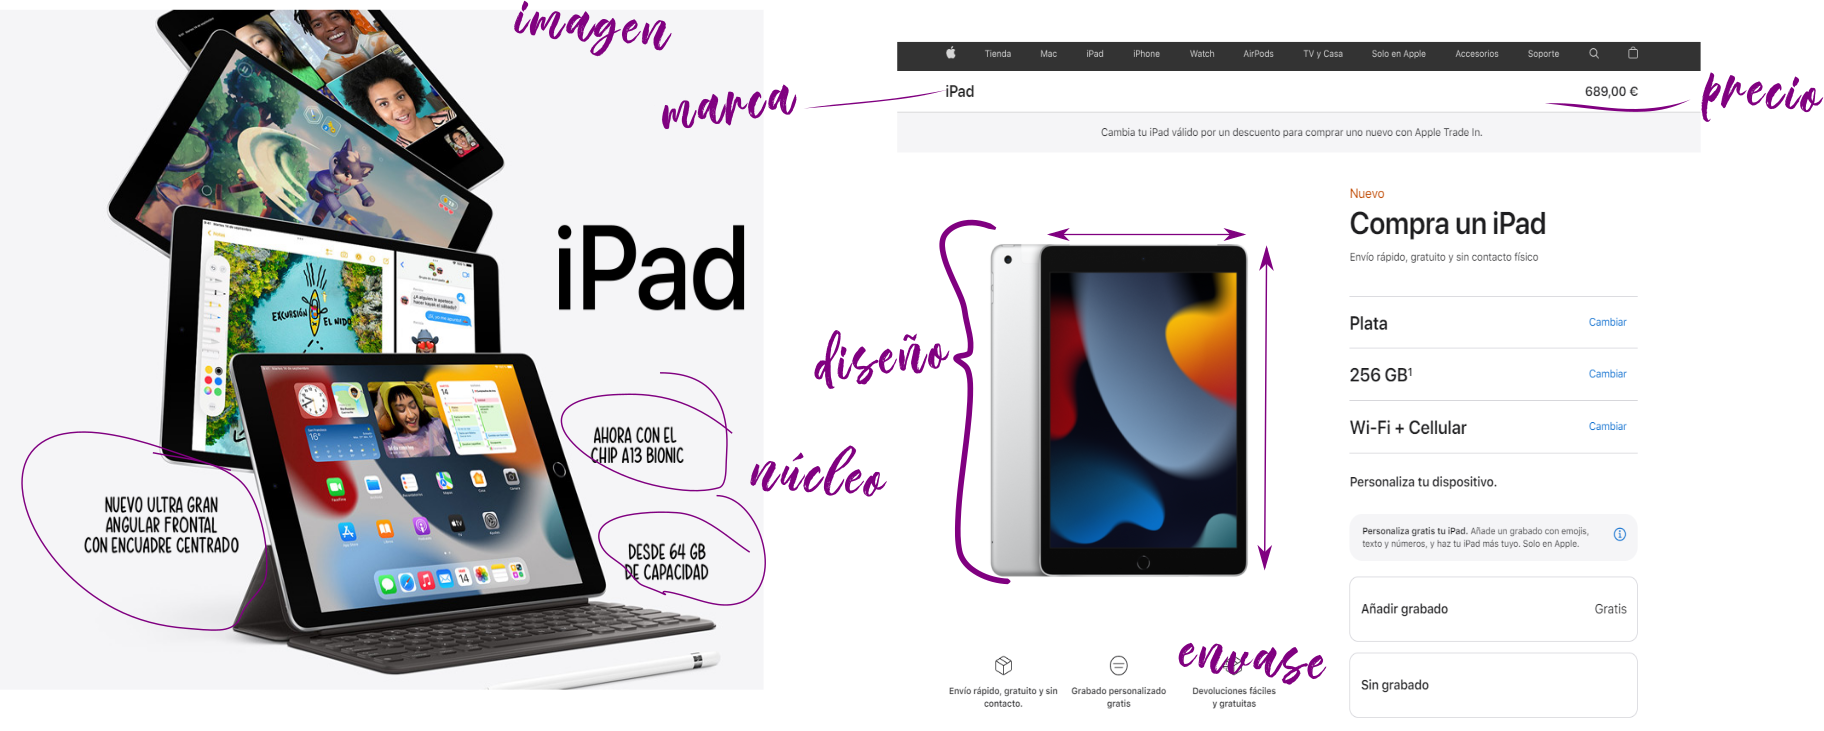 imagen
iPad
EXCURSIÓN
EL NIDO
AHORA CON EL
CHIP A13 BIONIC
NUEVO ULTRA GRAN
ANGULAR FRONTAL
CON ENCUADRE CENTRADO
DESDE 64 GB
DE CAPACIDAD
núcleo
marca
Tienda Mac iPad iPhone Watch AirPods TV y Casa Solo en Apple Accesorios Soporte
iPad 689,00 €
precio
Cambia tu iPad válido por un descuento para comprar uno nuevo con Apple Trade In.
diseño
Nuevo
Compra un iPad
Envío rápido, gratuito y sin contacto físico
Plata Cambiar
256 GB¹ Cambiar
Wi-Fi + Cellular Cambiar
Personaliza tu dispositivo.
Personaliza gratis tu iPad. Añade un grabado con emojis,
texto y números, y haz tu iPad más tuyo. Solo en Apple.
Añadir grabado Gratis
Sin grabado
envase
Envío rápido, gratuito y sin
contacto.
Grabado personalizado
gratis
Devoluciones fáciles
y gratuitas